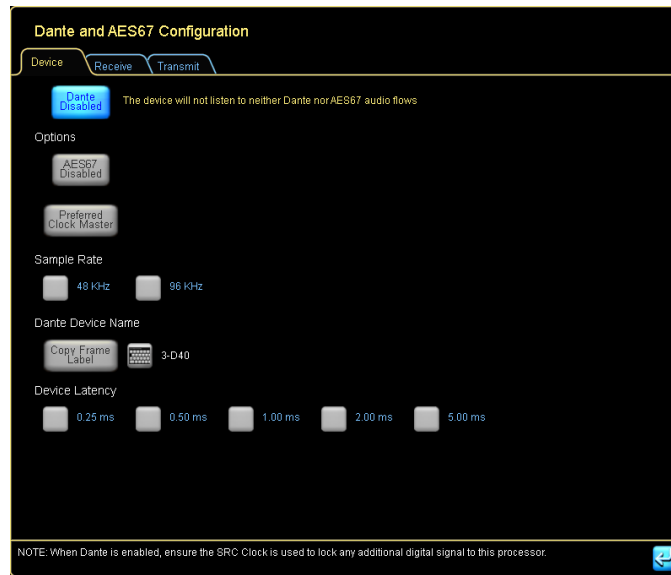 Dante and AES67 Configuration
Device Receive Transmit
Dante
Disabled
The device will not listen to neither Dante nor AES67 audio flows
Options
AES67
Disabled
Preferred
Clock Master
Sample Rate
48 KHz 96 KHz
Dante Device Name
Copy Frame
Label
3-D40
Device Latency
0.25 ms 0.50 ms 1.00 ms 2.00 ms 5.00 ms
NOTE: When Dante is enabled, ensure the SRC Clock is used to lock any additional digital signal to this processor.